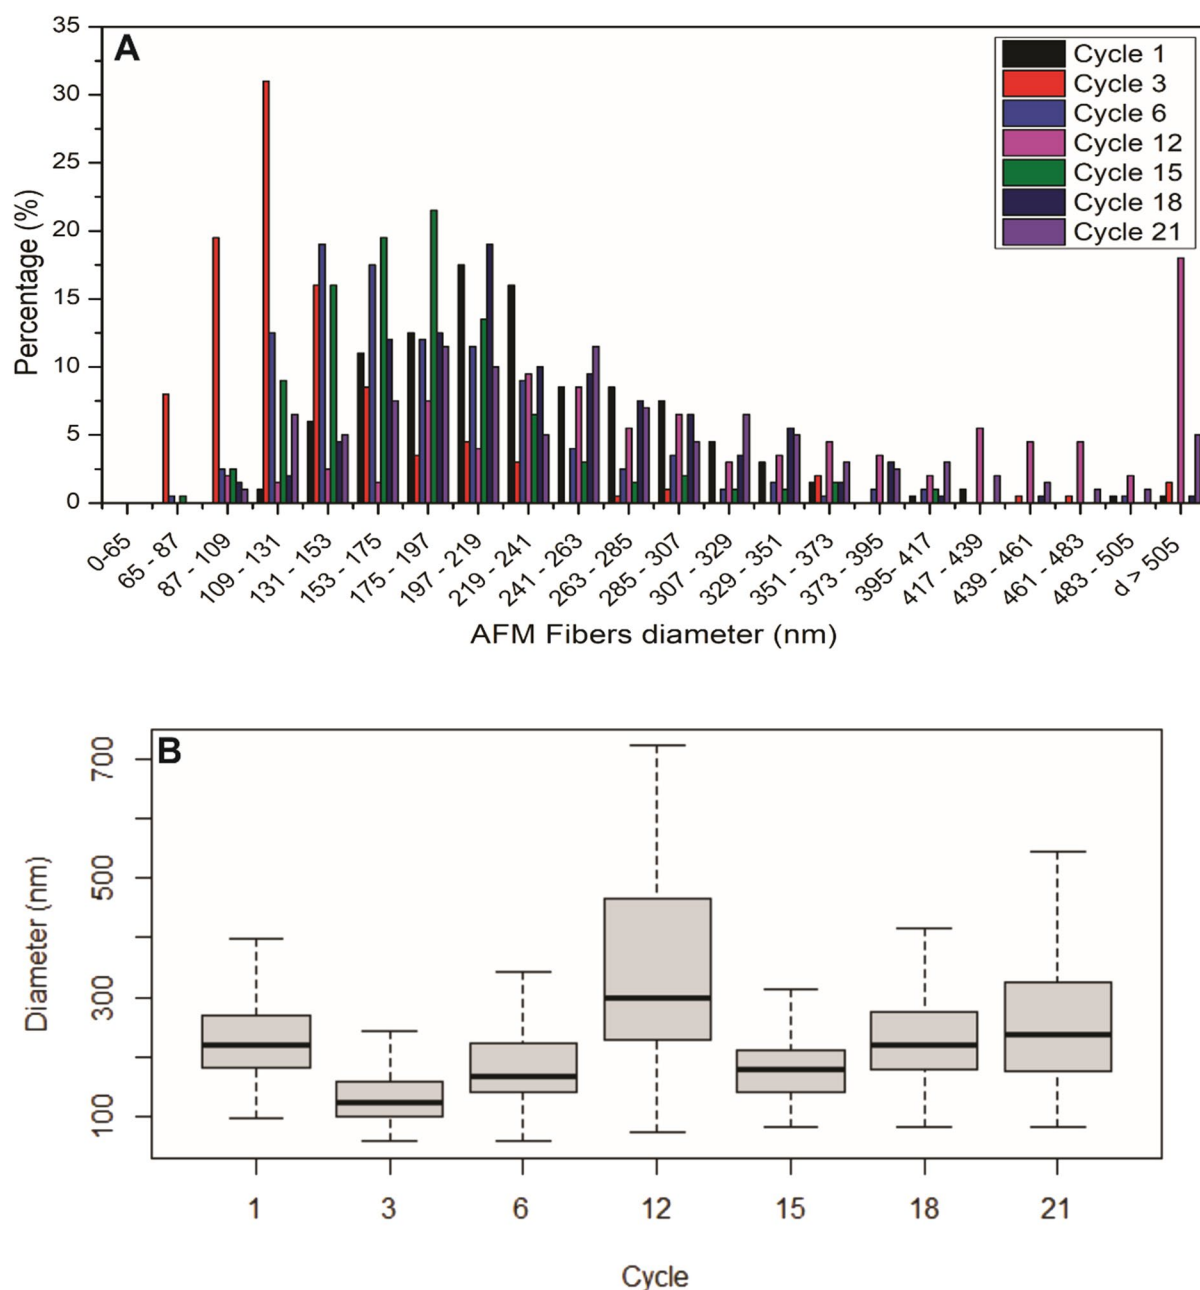 A
35
30
25
20
15
10
5
0
Percentage (%)
Cycle 1
Cycle 3
Cycle 6
Cycle 12
Cycle 15
Cycle 18
Cycle 21
0-65
65 - 87
87 - 109
109 - 131
131 - 153
153 - 175
175 - 197
197 - 219
219 - 241
241 - 263
263 - 285
285 - 307
307 - 329
329 - 351
351 - 373
373 - 395
395- 417
417 - 439
439 - 461
461 - 483
483 - 505
d > 505
AFM Fibers diameter (nm)
B
700
500
300
100
Diameter (nm)
1 3 6 12 15 18 21
Cycle